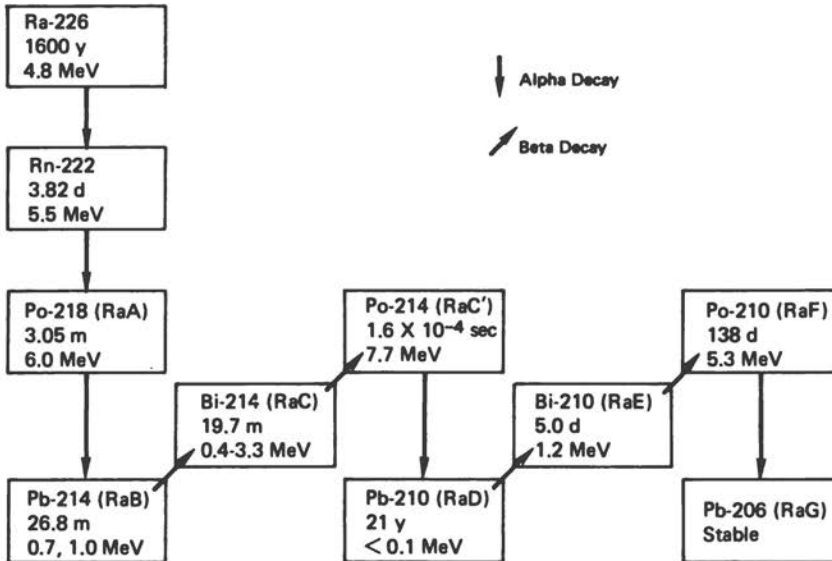 Ra-226
1600 y
4.8 MeV
Alpha Decay
Beta Decay
Rn-222
3.82 d
5.5 MeV
Po-218 (RaA)
3.05 m
6.0 MeV
Po-214 (RaC′)
1.6 X 10⁻⁴ sec
7.7 MeV
Po-210 (RaF)
138 d
5.3 MeV
Bi-214 (RaC)
19.7 m
0.4-3.3 MeV
Bi-210 (RaE)
5.0 d
1.2 MeV
Pb-214 (RaB)
26.8 m
0.7, 1.0 MeV
Pb-210 (RaD)
21 y
< 0.1 MeV
Pb-206 (RaG)
Stable